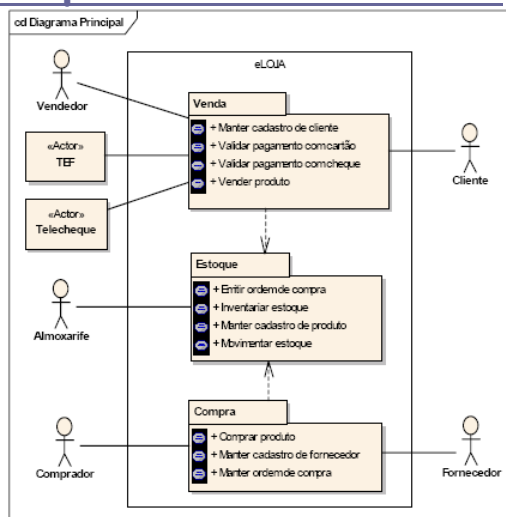 cd Diagrama Principal
eLOJA
Vendedor
Venda
+ Manter cadastro de cliente
+ Validar pagamento com cartão
+ Validar pagamento com cheque
+ Vender produto
«Actor»
TEF
«Actor»
Telecheque
Cliente
Estoque
+ Emitir ordem de compra
+ Inventariar estoque
+ Manter cadastro de produto
+ Movimentar estoque
Almoxarife
Compra
+ Comprar produto
+ Manter cadastro de fornecedor
+ Manter ordem de compra
Comprador
Fornecedor